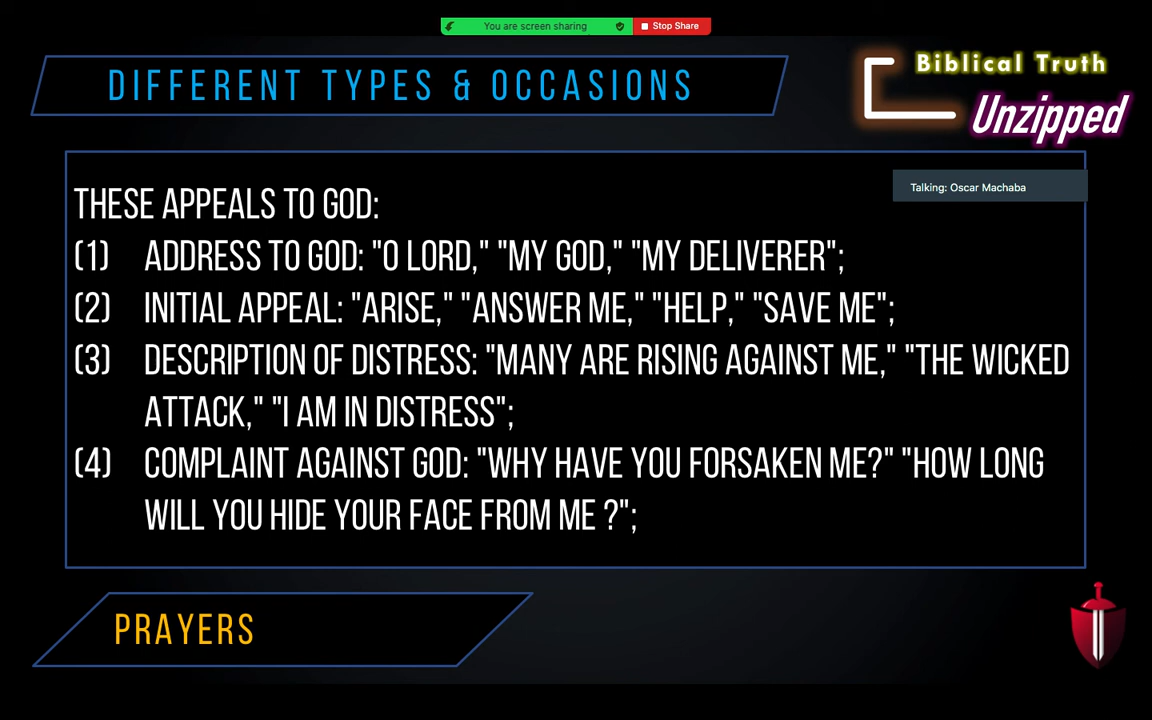 You are screen sharing
Stop Share
DIFFERENT TYPES & OCCASIONS
Biblical Truth
Unzipped
Talking: Oscar Machaba
THESE APPEALS TO GOD:
(1) ADDRESS TO GOD: "O LORD," "MY GOD," "MY DELIVERER";
(2) INITIAL APPEAL: "ARISE," "ANSWER ME," "HELP," "SAVE ME";
(3) DESCRIPTION OF DISTRESS: "MANY ARE RISING AGAINST ME," "THE WICKED
ATTACK," "I AM IN DISTRESS";
(4) COMPLAINT AGAINST GOD: "WHY HAVE YOU FORSAKEN ME?" "HOW LONG
WILL YOU HIDE YOUR FACE FROM ME ?";
PRAYERS